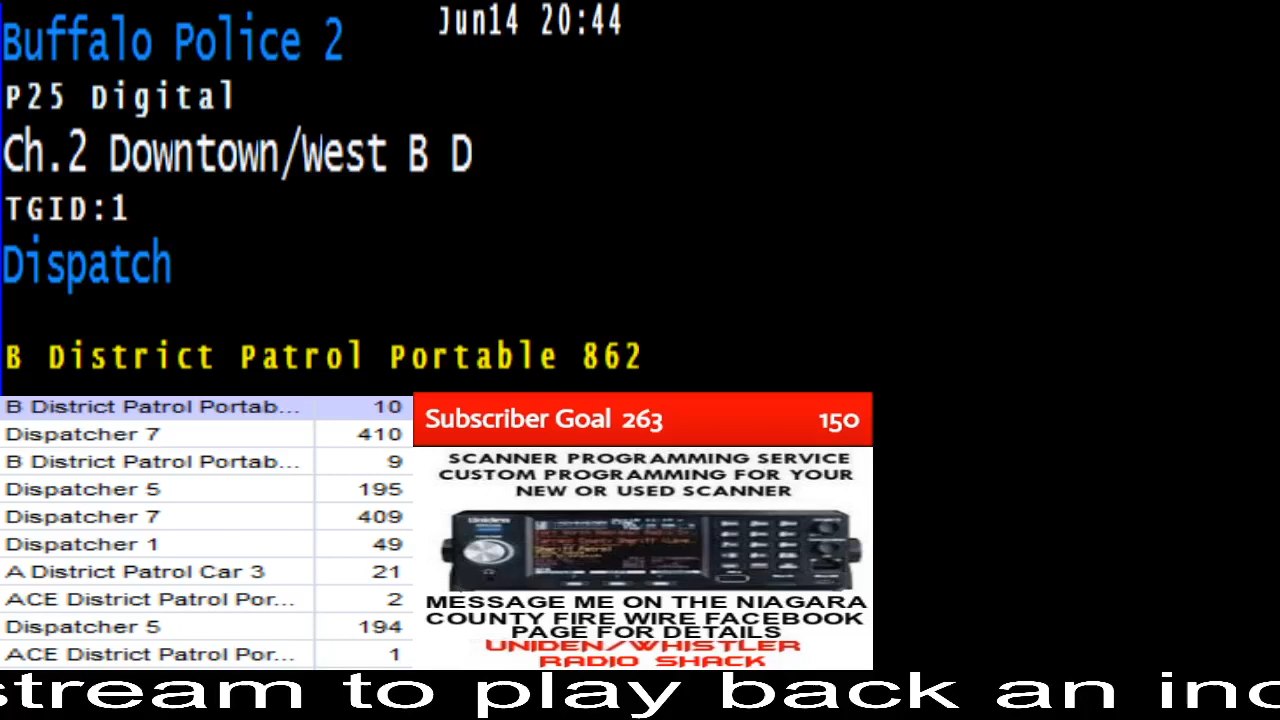 Buffalo Police 2
Jun14 20:44
P25 Digital
Ch.2 Downtown/West B D
TGID:1
Dispatch
B District Patrol Portable 862
B District Patrol Portab... 10
Dispatcher 7 410
B District Patrol Portab... 9
Dispatcher 5 195
Dispatcher 7 409
Dispatcher 1 49
A District Patrol Car 3 21
ACE District Patrol Por... 2
Dispatcher 5 194
ACE District Patrol Por... 1
Subscriber Goal 263 150
SCANNER PROGRAMMING SERVICE
CUSTOM PROGRAMMING FOR YOUR
NEW OR USED SCANNER
Uniden
MESSAGE ME ON THE NIAGARA
COUNTY FIRE WIRE FACEBOOK
PAGE FOR DETAILS
UNIDEN/WHISTLER
RADIO SHACK
stream to play back an inc